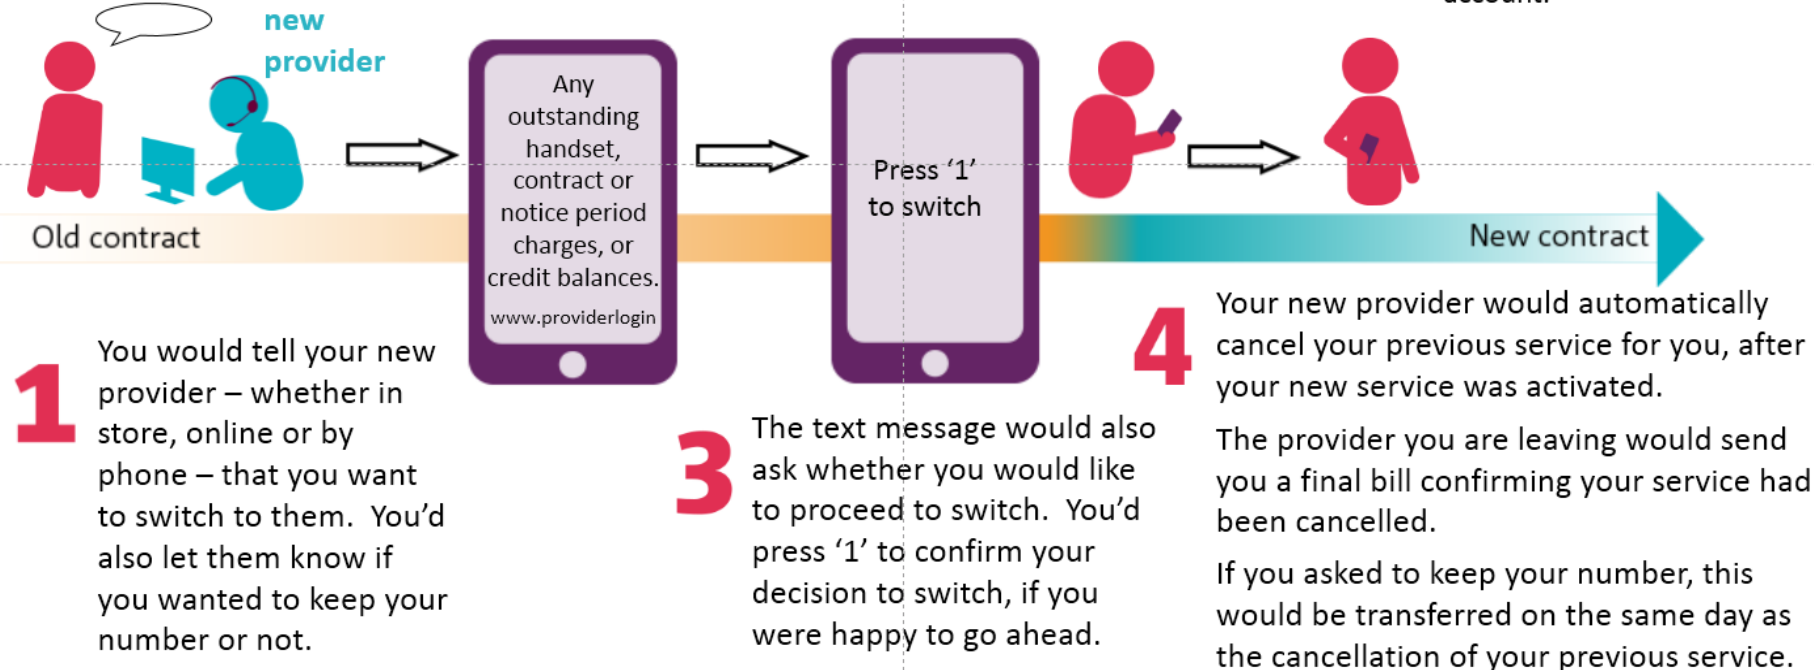 account.
new
provider
Any
outstanding
handset,
contract or
notice period
charges, or
credit balances.
www.providerlogin
Press ‘1’
to switch
Old contract
New contract
1
You would tell your new
provider – whether in
store, online or by
phone – that you want
to switch to them.  You’d
also let them know if
you wanted to keep your
number or not.
3
The text message would also
ask whether you would like
to proceed to switch.  You’d
press ‘1’ to confirm your
decision to switch, if you
were happy to go ahead.
4
Your new provider would automatically
cancel your previous service for you, after
your new service was activated.
The provider you are leaving would send
you a final bill confirming your service had
been cancelled.
If you asked to keep your number, this
would be transferred on the same day as
the cancellation of your previous service.